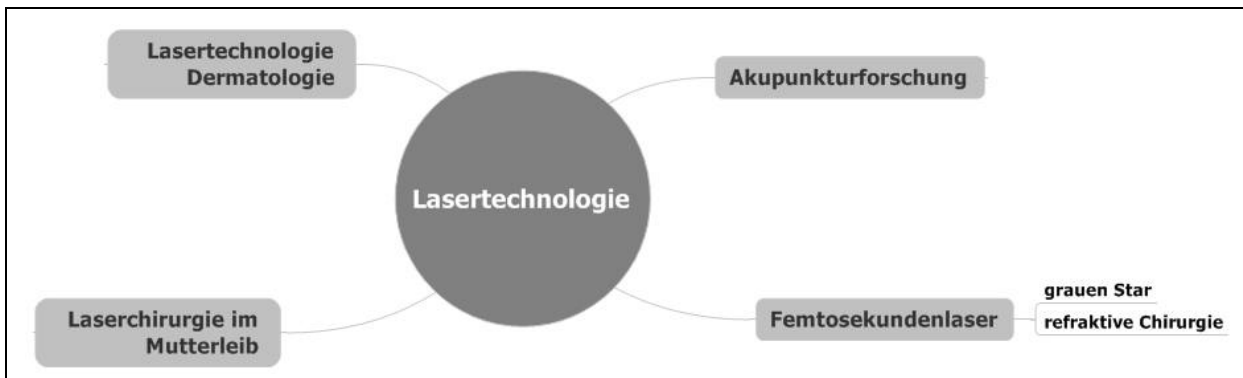 Lasertechnologie
Dermatologie
Akupunkturforschung
Lasertechnologie
Laserchirurgie im
Mutterleib
Femtosekundenlaser
grauen Star
refraktive Chirurgie